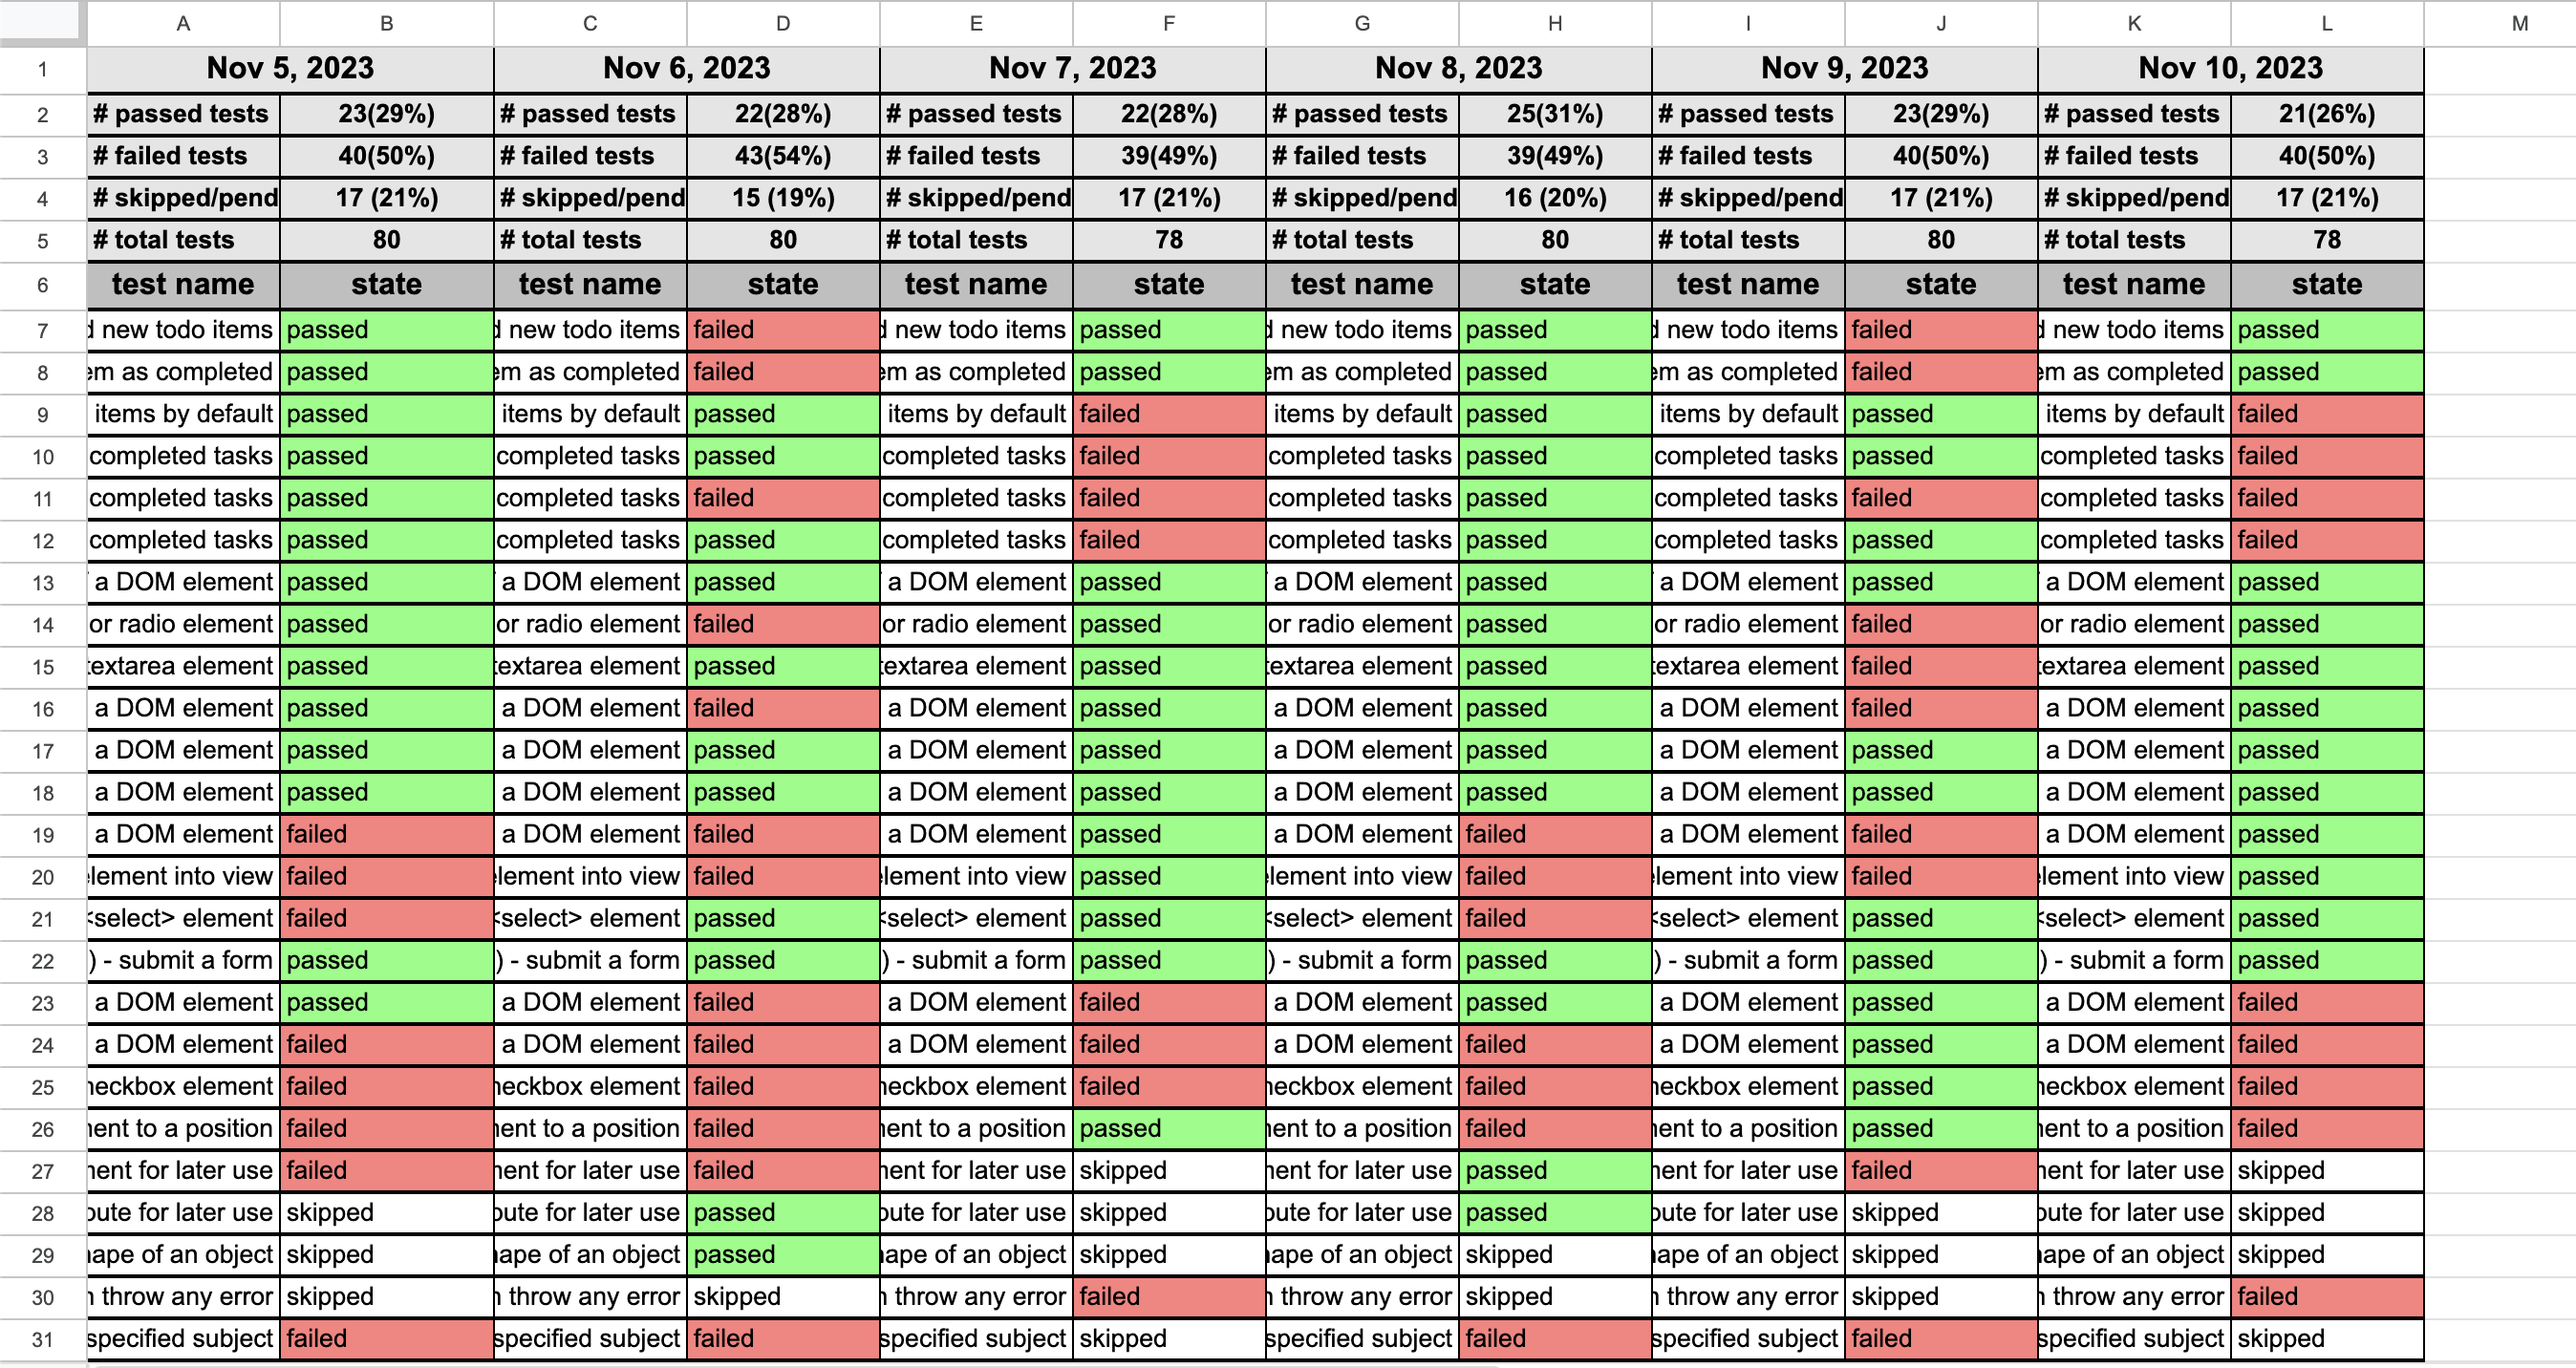 A B C D E F G H I J K L M
1 Nov 5, 2023 Nov 6, 2023 Nov 7, 2023 Nov 8, 2023 Nov 9, 2023 Nov 10, 2023
2 # passed tests 23(29%) # passed tests 22(28%) # passed tests 22(28%) # passed tests 25(31%) # passed tests 23(29%) # passed tests 21(26%)
3 # failed tests 40(50%) # failed tests 43(54%) # failed tests 39(49%) # failed tests 39(49%) # failed tests 40(50%) # failed tests 40(50%)
4 # skipped/pend 17 (21%) # skipped/pend 15 (19%) # skipped/pend 17 (21%) # skipped/pend 16 (20%) # skipped/pend 17 (21%) # skipped/pend 17 (21%)
5 # total tests 80 # total tests 80 # total tests 78 # total tests 80 # total tests 80 # total tests 78
6 test name state test name state test name state test name state test name state test name state
7 d new todo items passed d new todo items failed d new todo items passed d new todo items passed d new todo items failed d new todo items passed
8 em as completed passed em as completed failed em as completed passed em as completed passed em as completed failed em as completed passed
9 items by default passed items by default passed items by default failed items by default passed items by default passed items by default failed
10 completed tasks passed completed tasks passed completed tasks failed completed tasks passed completed tasks passed completed tasks failed
11 completed tasks passed completed tasks failed completed tasks failed completed tasks passed completed tasks failed completed tasks failed
12 completed tasks passed completed tasks passed completed tasks failed completed tasks passed completed tasks passed completed tasks failed
13 a DOM element passed a DOM element passed a DOM element passed a DOM element passed a DOM element passed a DOM element passed
14 or radio element passed or radio element failed or radio element passed or radio element passed or radio element failed or radio element passed
15 textarea element passed textarea element passed textarea element passed textarea element passed textarea element failed textarea element passed
16 a DOM element passed a DOM element failed a DOM element passed a DOM element passed a DOM element failed a DOM element passed
17 a DOM element passed a DOM element passed a DOM element passed a DOM element passed a DOM element passed a DOM element passed
18 a DOM element passed a DOM element passed a DOM element passed a DOM element passed a DOM element passed a DOM element passed
19 a DOM element failed a DOM element failed a DOM element passed a DOM element failed a DOM element failed a DOM element passed
20 element into view failed element into view failed element into view passed element into view failed element into view failed element into view passed
21 <select> element failed <select> element passed <select> element passed <select> element failed <select> element passed <select> element passed
22 ) - submit a form passed ) - submit a form passed ) - submit a form passed ) - submit a form passed ) - submit a form passed ) - submit a form passed
23 a DOM element passed a DOM element failed a DOM element failed a DOM element passed a DOM element passed a DOM element failed
24 a DOM element failed a DOM element failed a DOM element failed a DOM element failed a DOM element passed a DOM element failed
25 heckbox element failed heckbox element failed heckbox element failed heckbox element failed heckbox element passed heckbox element failed
26 nent to a position failed nent to a position failed nent to a position passed nent to a position failed nent to a position passed nent to a position failed
27 nent for later use failed nent for later use failed nent for later use skipped nent for later use passed nent for later use failed nent for later use skipped
28 oute for later use skipped oute for later use passed oute for later use skipped oute for later use passed oute for later use skipped oute for later use skipped
29 hape of an object skipped hape of an object passed hape of an object skipped hape of an object skipped hape of an object skipped hape of an object skipped
30 n throw any error skipped n throw any error skipped n throw any error failed n throw any error skipped n throw any error skipped n throw any error failed
31 specified subject failed specified subject failed specified subject skipped specified subject failed specified subject failed specified subject skipped